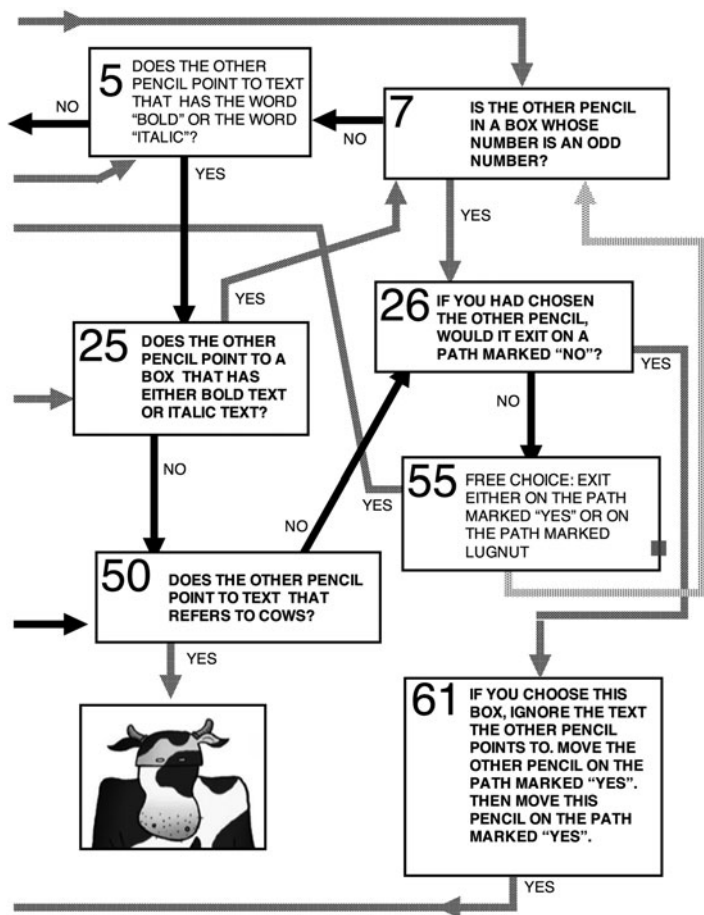 5
DOES THE OTHER
PENCIL POINT TO TEXT
THAT HAS THE WORD
“BOLD” OR THE WORD
“ITALIC”?
NO
YES
7
IS THE OTHER PENCIL
IN A BOX WHOSE
NUMBER IS AN ODD
NUMBER?
NO
YES
25
DOES THE OTHER
PENCIL POINT TO A
BOX THAT HAS
EITHER BOLD TEXT
OR ITALIC TEXT?
YES
NO
26
IF YOU HAD CHOSEN
THE OTHER PENCIL,
WOULD IT EXIT ON A
PATH MARKED “NO”?
YES
NO
55
FREE CHOICE: EXIT
EITHER ON THE PATH
MARKED “YES” OR ON
THE PATH MARKED
LUGNUT
YES
50
DOES THE OTHER PENCIL
POINT TO TEXT THAT
REFERS TO COWS?
NO
YES
61
IF YOU CHOOSE THIS
BOX, IGNORE THE TEXT
THE OTHER PENCIL
POINTS TO. MOVE THE
OTHER PENCIL ON THE
PATH MARKED “YES”.
THEN MOVE THIS
PENCIL ON THE PATH
MARKED “YES”.
YES